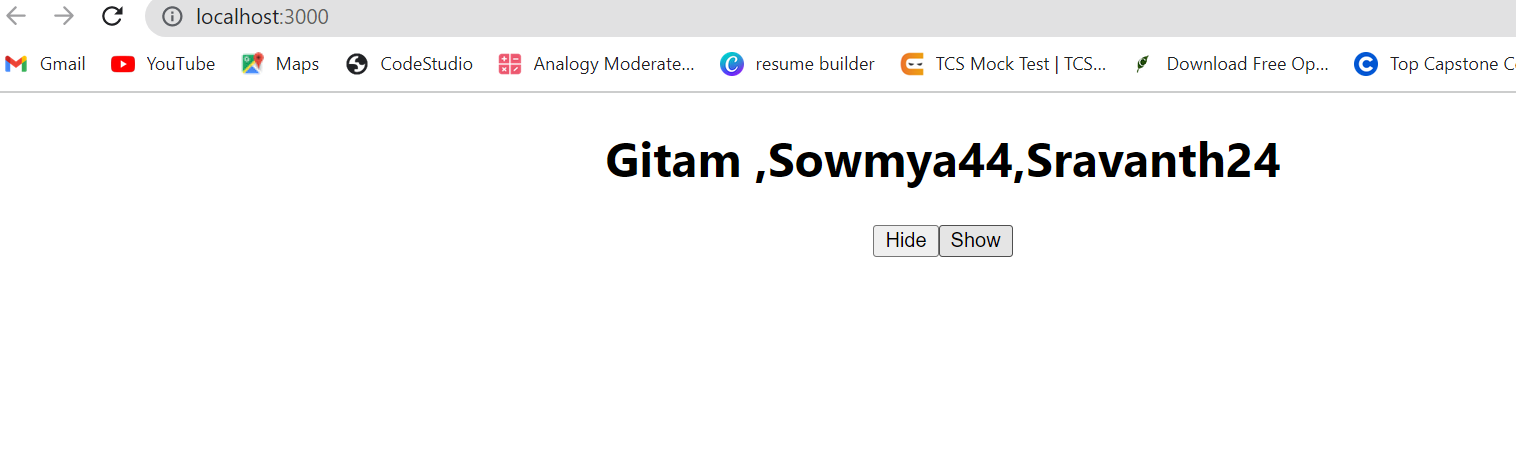 localhost:3000
Gmail YouTube Maps CodeStudio Analogy Moderate... resume builder TCS Mock Test | TCS... Download Free Op... Top Capstone C
Gitam ,Sowmya44,Sravanth24
Hide Show